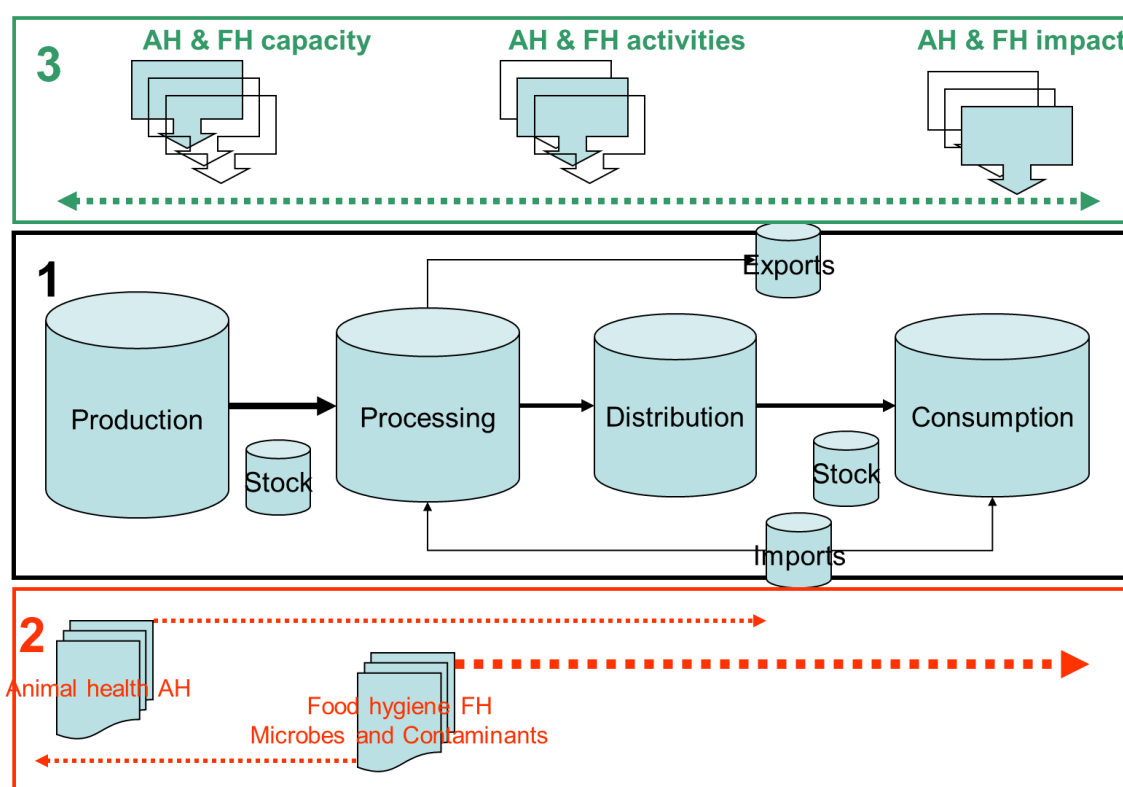 3
AH & FH capacity
AH & FH activities
AH & FH impact
1
Exports
Production
Processing
Distribution
Consumption
Stock
Stock
Imports
2
Animal health AH
Food hygiene FH
Microbes and Contaminants